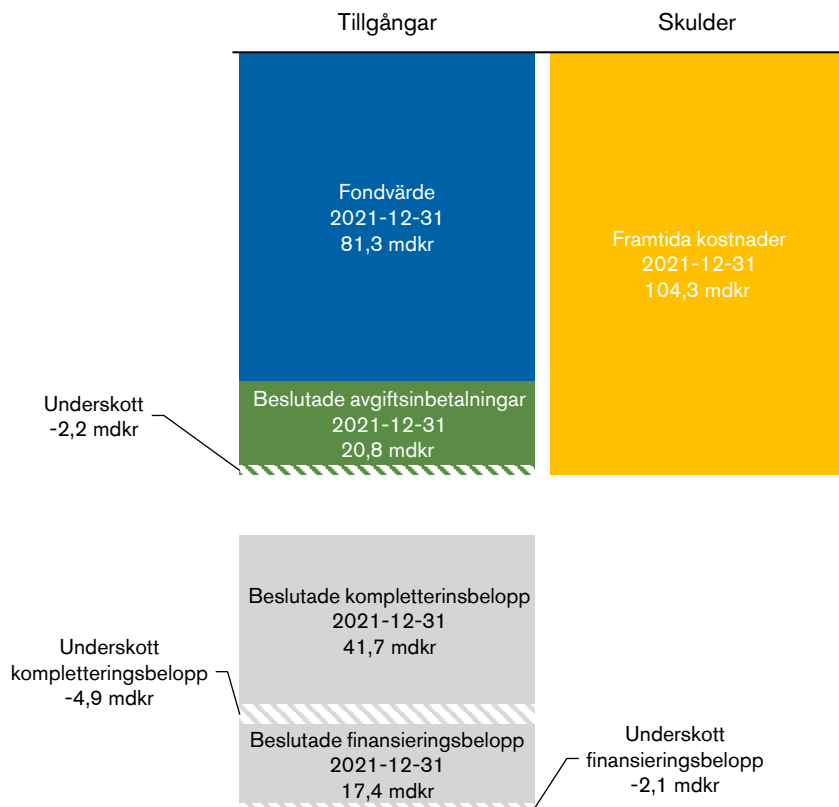 Tillgångar
Skulder
Fondvärde
2021-12-31
81,3 mdkr
Framtida kostnader
2021-12-31
104,3 mdkr
Beslutade avgiftsinbetalningar
2021-12-31
20,8 mdkr
Underskott
-2,2 mdkr
Beslutade kompletterinsbelopp
2021-12-31
41,7 mdkr
Underskott
kompletteringsbelopp
-4,9 mdkr
Beslutade finansieringsbelopp
2021-12-31
17,4 mdkr
Underskott
finansieringsbelopp
-2,1 mdkr